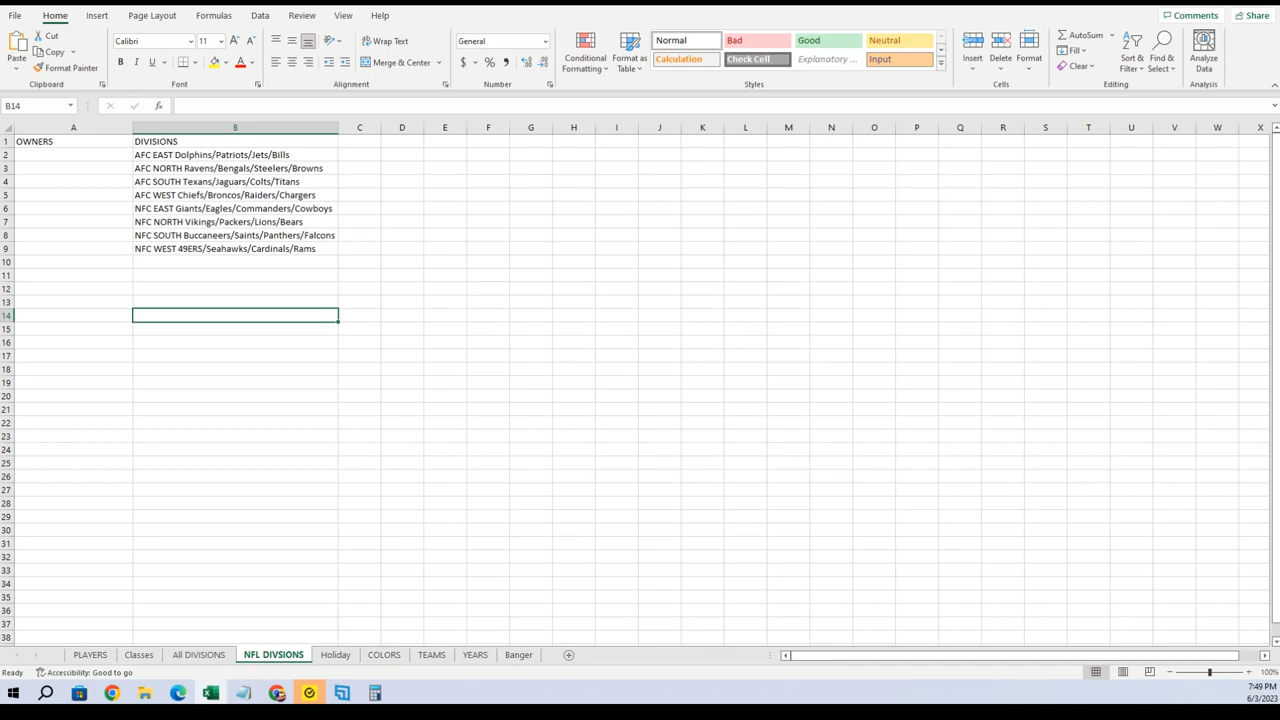 File Home Insert Page Layout Formulas Data Review View Help Comments Share
Cut
Copy
Format Painter
Paste
Clipboard
Calibri 11
B I U
Font
Wrap Text
Merge & Center
Alignment
General
$ % ,
Number
Conditional Formatting
Format as Table
Normal Bad Good Neutral
Calculation Check Cell Explanatory ... Input
Styles
Insert Delete Format
Cells
AutoSum
Fill
Clear
Sort & Filter
Find & Select
Editing
Analyze Data
Analysis
B14 fx
A B C D E F G H I J K L M N O P Q R S T U V W X
1 OWNERS DIVISIONS
2 AFC EAST Dolphins/Patriots/Jets/Bills
3 AFC NORTH Ravens/Bengals/Steelers/Browns
4 AFC SOUTH Texans/Jaguars/Colts/Titans
5 AFC WEST Chiefs/Broncos/Raiders/Chargers
6 NFC EAST Giants/Eagles/Commanders/Cowboys
7 NFC NORTH Vikings/Packers/Lions/Bears
8 NFC SOUTH Buccaneers/Saints/Panthers/Falcons
9 NFC WEST 49ERS/Seahawks/Cardinals/Rams
10
11
12
13
14
15
16
17
18
19
20
21
22
23
24
25
26
27
28
29
30
31
32
33
34
35
36
37
38
PLAYERS Classes All DIVISIONS NFL DIVSIONS Holiday COLORS TEAMS YEARS Banger
Ready Accessibility: Good to go 100%
7:49 PM
6/3/2023